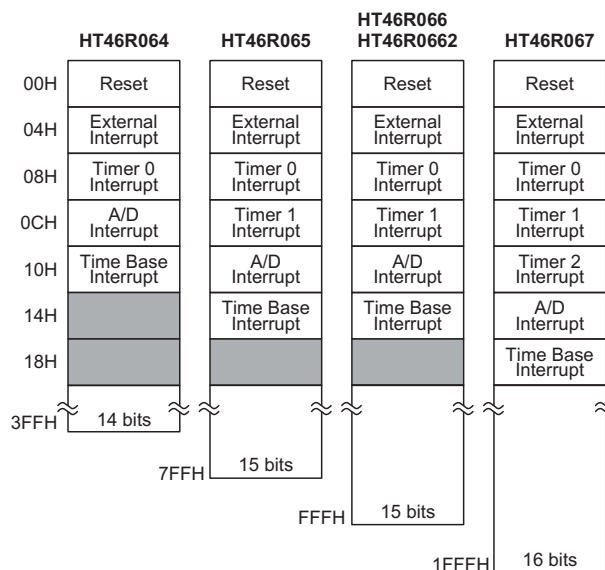 HT46R064
HT46R065
HT46R066
HT46R0662
HT46R067
00H
Reset
Reset
Reset
Reset
04H
External
Interrupt
External
Interrupt
External
Interrupt
External
Interrupt
08H
Timer 0
Interrupt
Timer 0
Interrupt
Timer 0
Interrupt
Timer 0
Interrupt
0CH
A/D
Interrupt
Timer 1
Interrupt
Timer 1
Interrupt
Timer 1
Interrupt
10H
Time Base
Interrupt
A/D
Interrupt
A/D
Interrupt
Timer 2
Interrupt
14H
Time Base
Interrupt
Time Base
Interrupt
A/D
Interrupt
18H
Time Base
Interrupt
3FFH
14 bits
7FFH
15 bits
FFFH
15 bits
1FFFH
16 bits